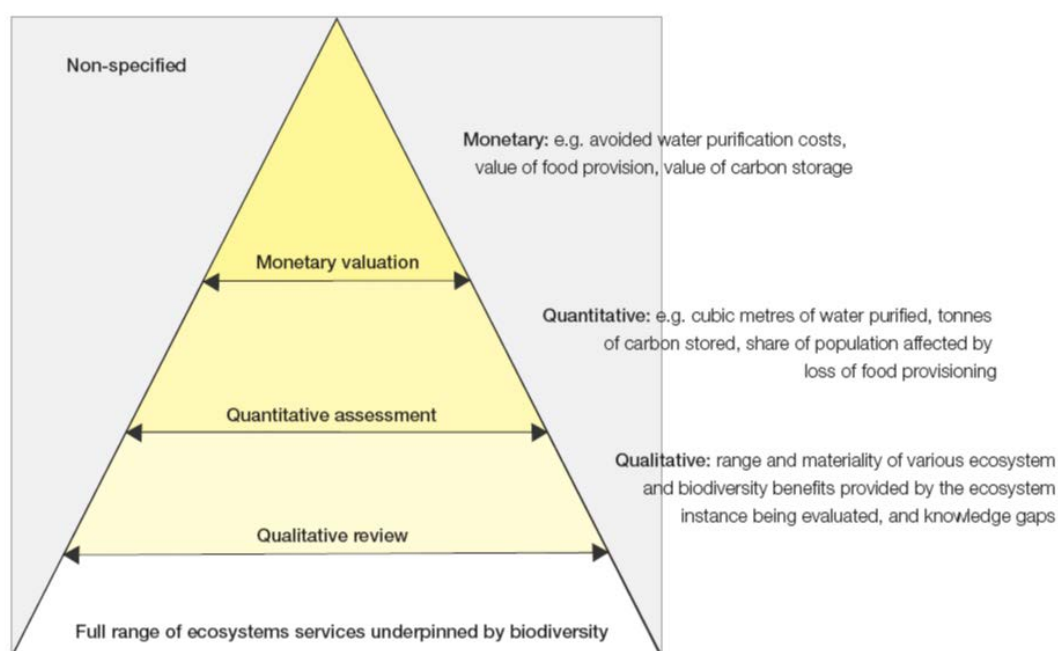 Non-specified
Monetary: e.g. avoided water purification costs,
value of food provision, value of carbon storage
Monetary valuation
Quantitative: e.g. cubic metres of water purified, tonnes
of carbon stored, share of population affected by
loss of food provisioning
Quantitative assessment
Qualitative: range and materiality of various ecosystem
and biodiversity benefits provided by the ecosystem
instance being evaluated, and knowledge gaps
Qualitative review
Full range of ecosystems services underpinned by biodiversity